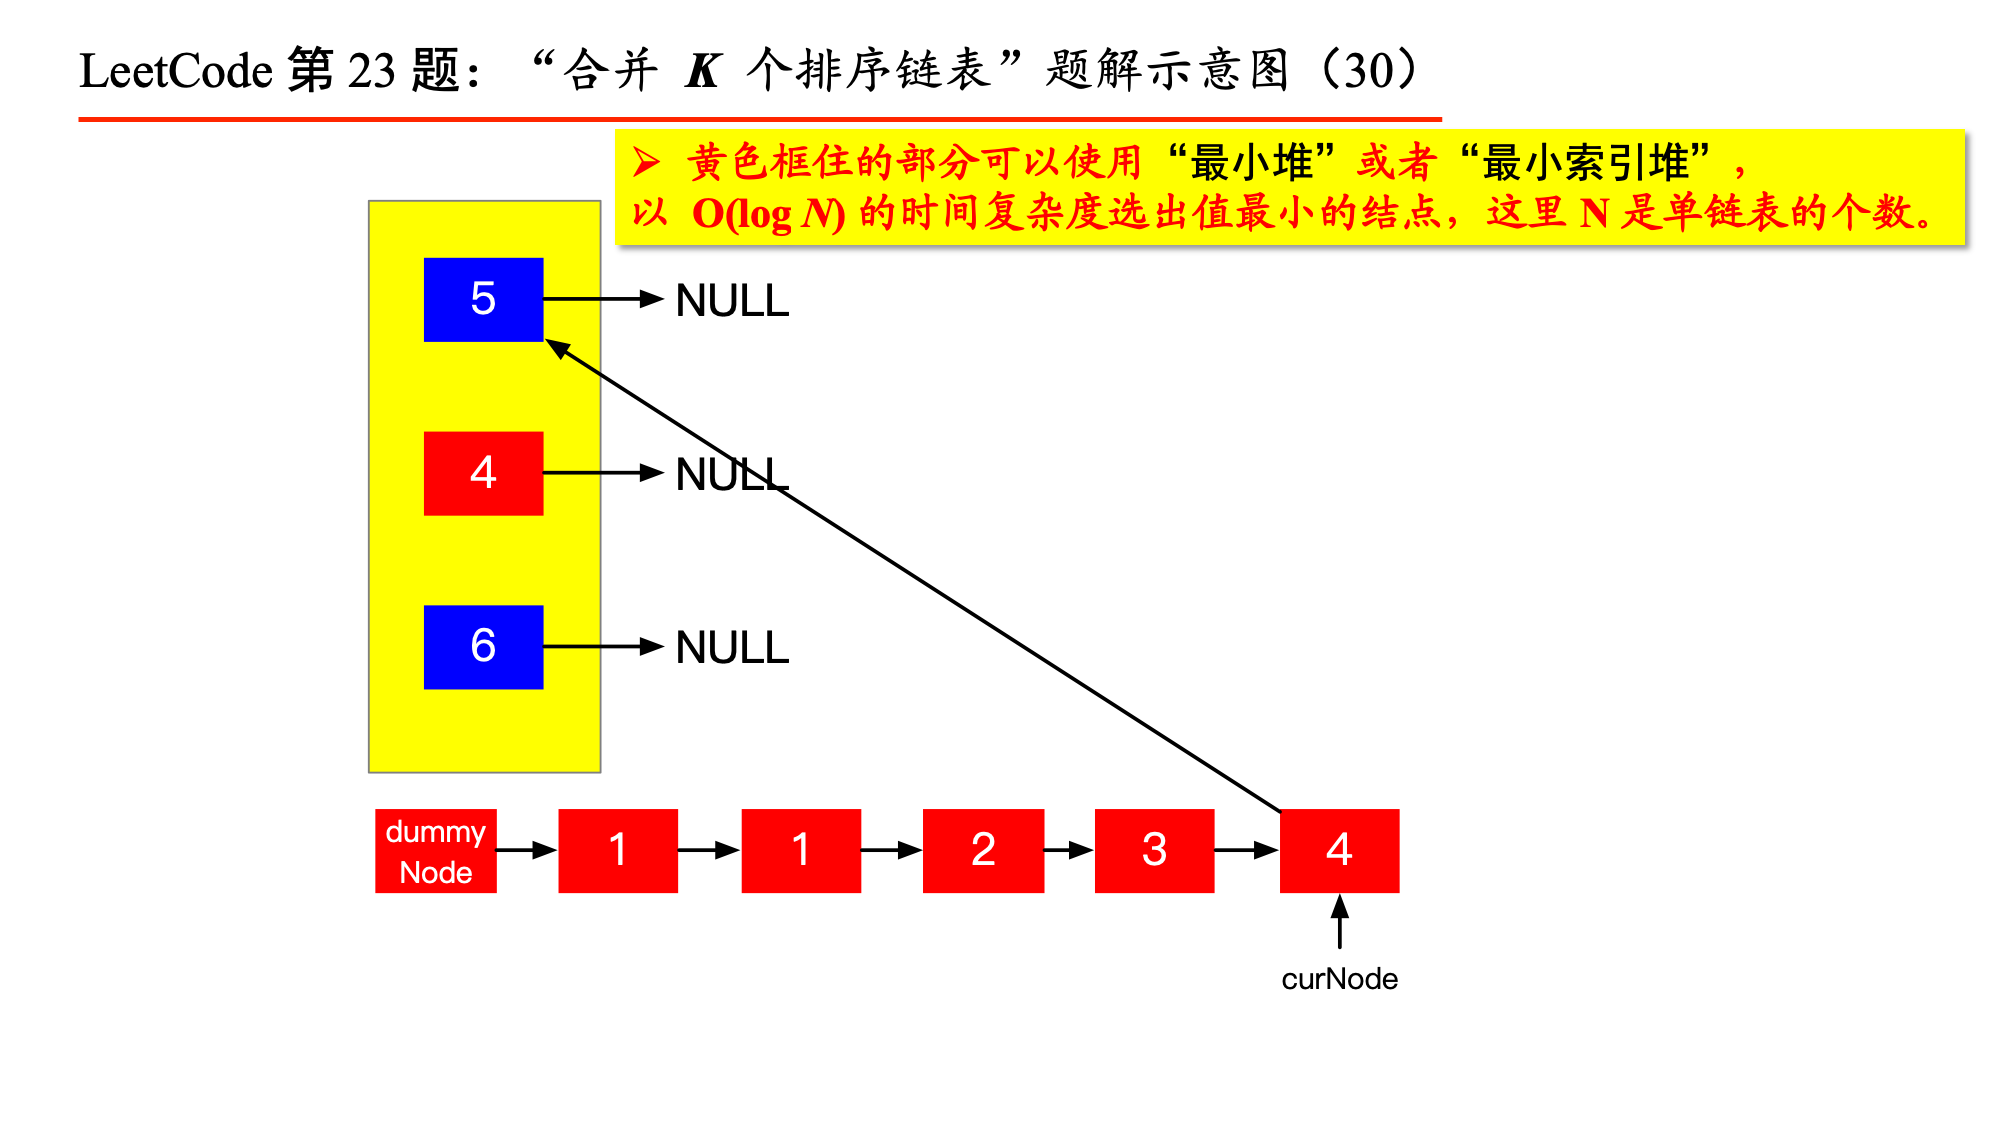 LeetCode 第 23 题：“合并 K 个排序链表”题解示意图（30）
➢ 黄色框住的部分可以使用“最小堆”或者“最小索引堆”，
以 O(log N) 的时间复杂度选出值最小的结点，这里 N 是单链表的个数。
5
NULL
4
NULL
6
NULL
dummy
Node
1
1
2
3
4
curNode